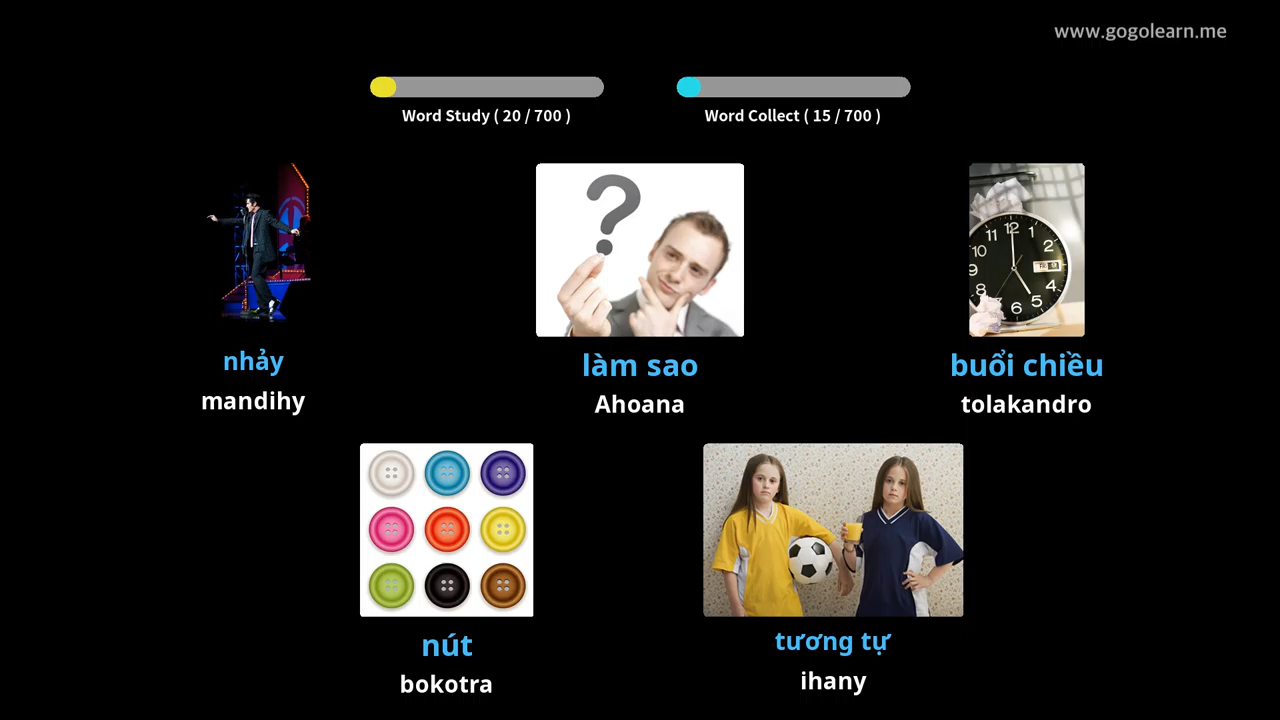 www.gogolearn.me
Word Study ( 20 / 700 )
Word Collect ( 15 / 700 )
nhảy
mandihy
làm sao
Ahoana
buổi chiều
tolakandro
nút
bokotra
tương tự
ihany